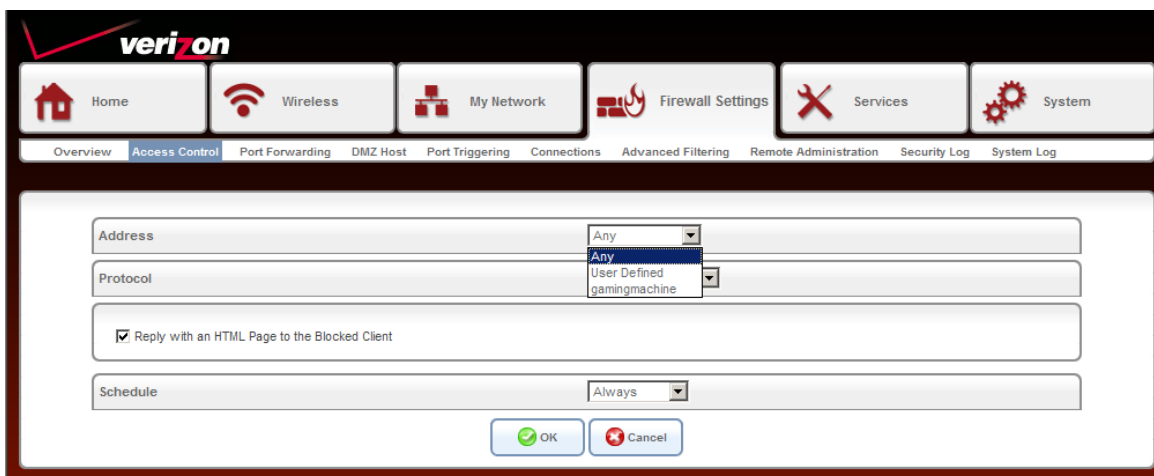 verizon
Home Wireless My Network Firewall Settings Services System
Overview Access Control Port Forwarding DMZ Host Port Triggering Connections Advanced Filtering Remote Administration Security Log System Log
Address Any
Any
User Defined
gamingmachine
Protocol
Reply with an HTML Page to the Blocked Client
Schedule Always
OK Cancel